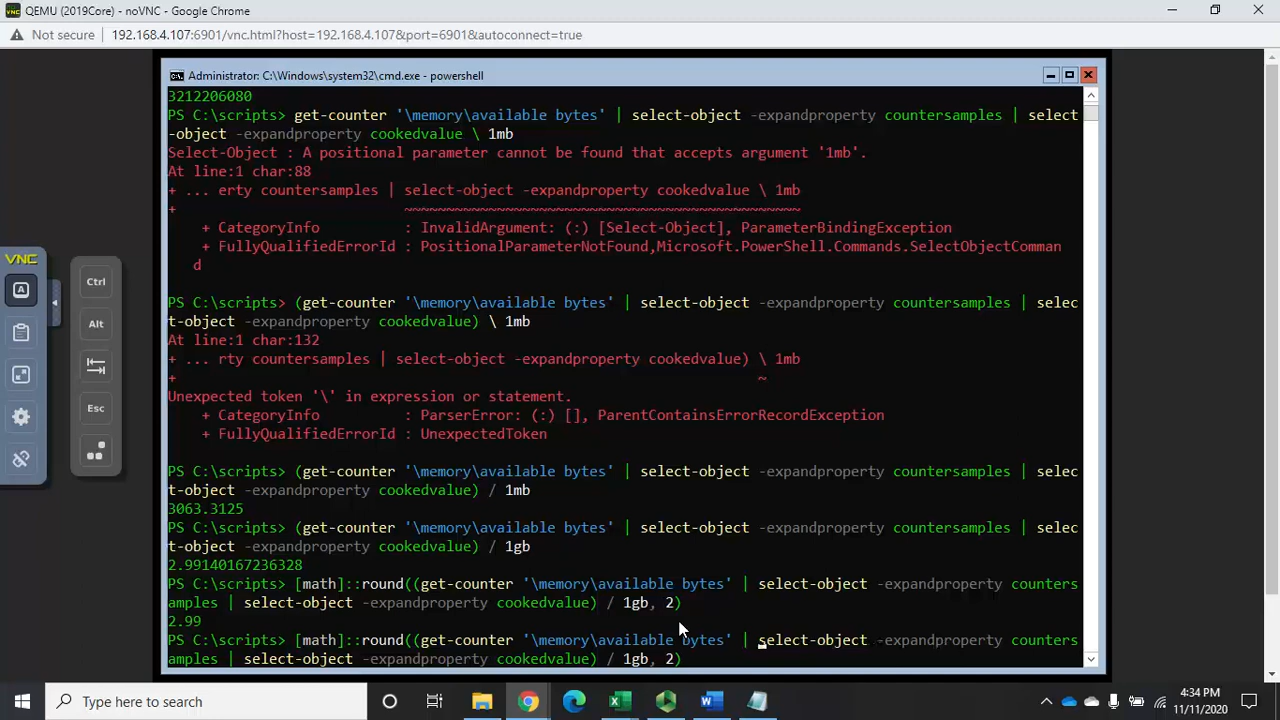 QEMU (2019Core) - noVNC - Google Chrome
Not secure 192.168.4.107:6901/vnc.html?host=192.168.4.107&port=6901&autoconnect=true
Administrator: C:\Windows\system32\cmd.exe - powershell
3212206080
PS C:\scripts> get-counter '\memory\available bytes' | select-object -expandproperty countersamples | select
-object -expandproperty cookedvalue \ 1mb
Select-Object : A positional parameter cannot be found that accepts argument '1mb'.
At line:1 char:88
+ ... erty countersamples | select-object -expandproperty cookedvalue \ 1mb
+ ~~~~~~~~~~~~~~~~~~~~~~~~~~~~~~~~~~~~~~~~~~~~~~~
+ CategoryInfo : InvalidArgument: (:) [Select-Object], ParameterBindingException
+ FullyQualifiedErrorId : PositionalParameterNotFound,Microsoft.PowerShell.Commands.SelectObjectComman
d
PS C:\scripts> (get-counter '\memory\available bytes' | select-object -expandproperty countersamples | selec
t-object -expandproperty cookedvalue) \ 1mb
At line:1 char:132
+ ... rty countersamples | select-object -expandproperty cookedvalue) \ 1mb
+ ~
Unexpected token '\' in expression or statement.
+ CategoryInfo : ParserError: (:) [], ParentContainsErrorRecordException
+ FullyQualifiedErrorId : UnexpectedToken
PS C:\scripts> (get-counter '\memory\available bytes' | select-object -expandproperty countersamples | selec
t-object -expandproperty cookedvalue) / 1mb
3063.3125
PS C:\scripts> (get-counter '\memory\available bytes' | select-object -expandproperty countersamples | selec
t-object -expandproperty cookedvalue) / 1gb
2.99140167236328
PS C:\scripts> [math]::round((get-counter '\memory\available bytes' | select-object -expandproperty counters
amples | select-object -expandproperty cookedvalue) / 1gb, 2)
2.99
PS C:\scripts> [math]::round((get-counter '\memory\available bytes' | select-object -expandproperty counters
amples | select-object -expandproperty cookedvalue) / 1gb, 2)
VNC
A
Ctrl
Alt
Esc
Type here to search
4:34 PM
11/11/2020